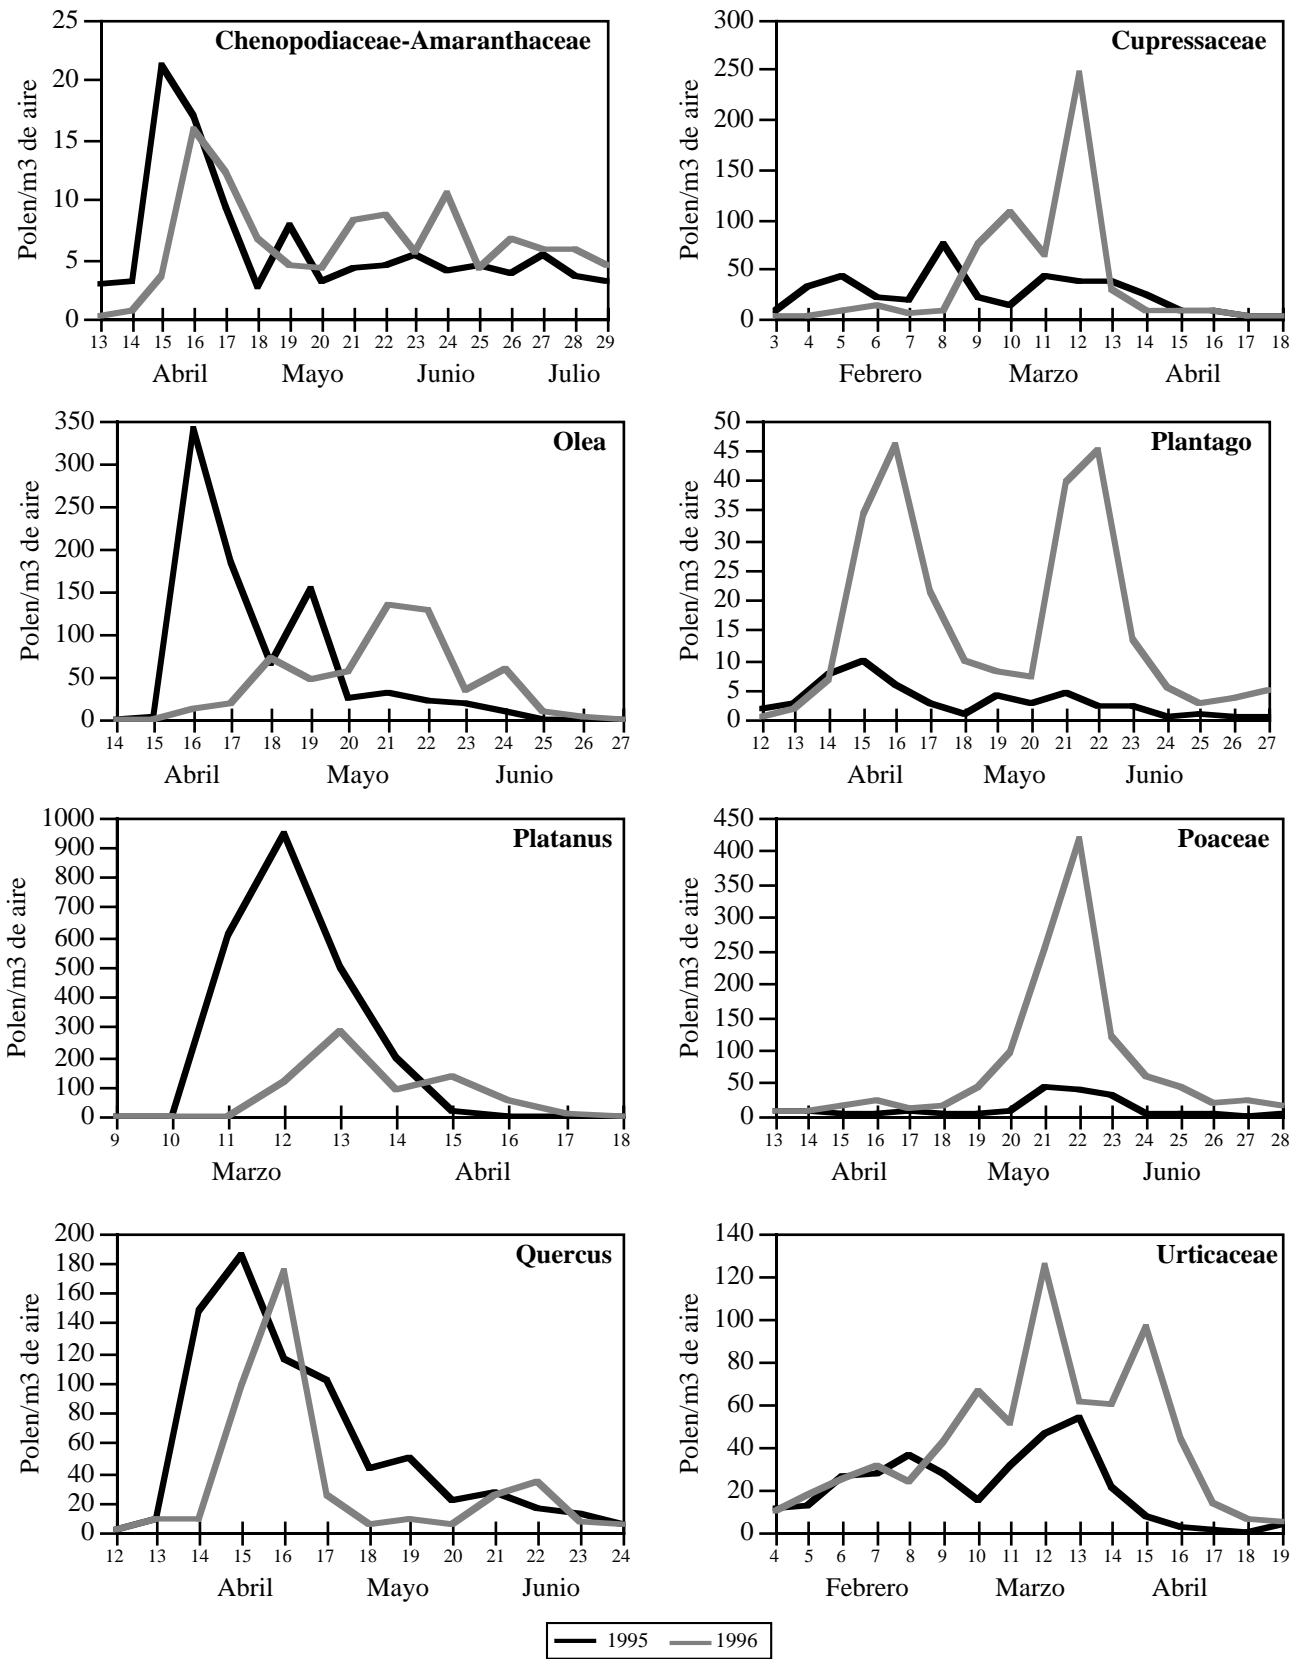 Chenopodiaceae-Amaranthaceae
Polen/m3 de aire
25
20
15
10
5
0
13 14 15 16 17 18 19 20 21 22 23 24 25 26 27 28 29
Abril Mayo Junio Julio
Cupressaceae
Polen/m3 de aire
300
250
200
150
100
50
0
3 4 5 6 7 8 9 10 11 12 13 14 15 16 17 18
Febrero Marzo Abril
Olea
Polen/m3 de aire
350
300
250
200
150
100
50
0
14 15 16 17 18 19 20 21 22 23 24 25 26 27
Abril Mayo Junio
Plantago
Polen/m3 de aire
50
45
40
35
30
25
20
15
10
5
0
12 13 14 15 16 17 18 19 20 21 22 23 24 25 26 27
Abril Mayo Junio
Platanus
Polen/m3 de aire
1000
900
800
700
600
500
400
300
200
100
0
9 10 11 12 13 14 15 16 17 18
Marzo Abril
Poaceae
Polen/m3 de aire
450
400
350
300
250
200
150
100
50
0
13 14 15 16 17 18 19 20 21 22 23 24 25 26 27 28
Abril Mayo Junio
Quercus
Polen/m3 de aire
200
180
160
140
120
100
80
60
40
20
0
12 13 14 15 16 17 18 19 20 21 22 23 24
Abril Mayo Junio
Urticaceae
Polen/m3 de aire
140
120
100
80
60
40
20
0
4 5 6 7 8 9 10 11 12 13 14 15 16 17 18 19
Febrero Marzo Abril
1995 1996